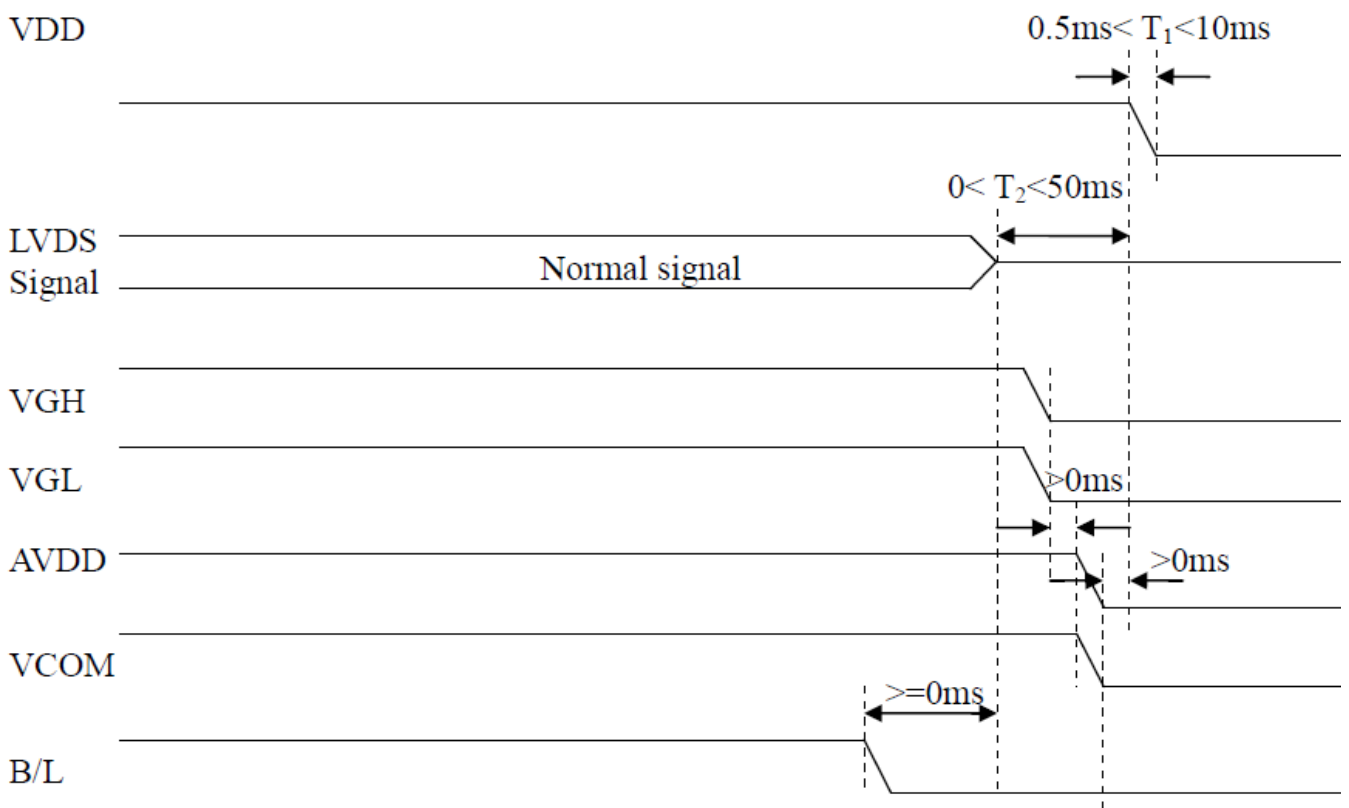 VDD
0.5ms< T₁<10ms
0< T₂<50ms
LVDS
Signal
Normal signal
VGH
VGL
>0ms
AVDD
>0ms
VCOM
>=0ms
B/L